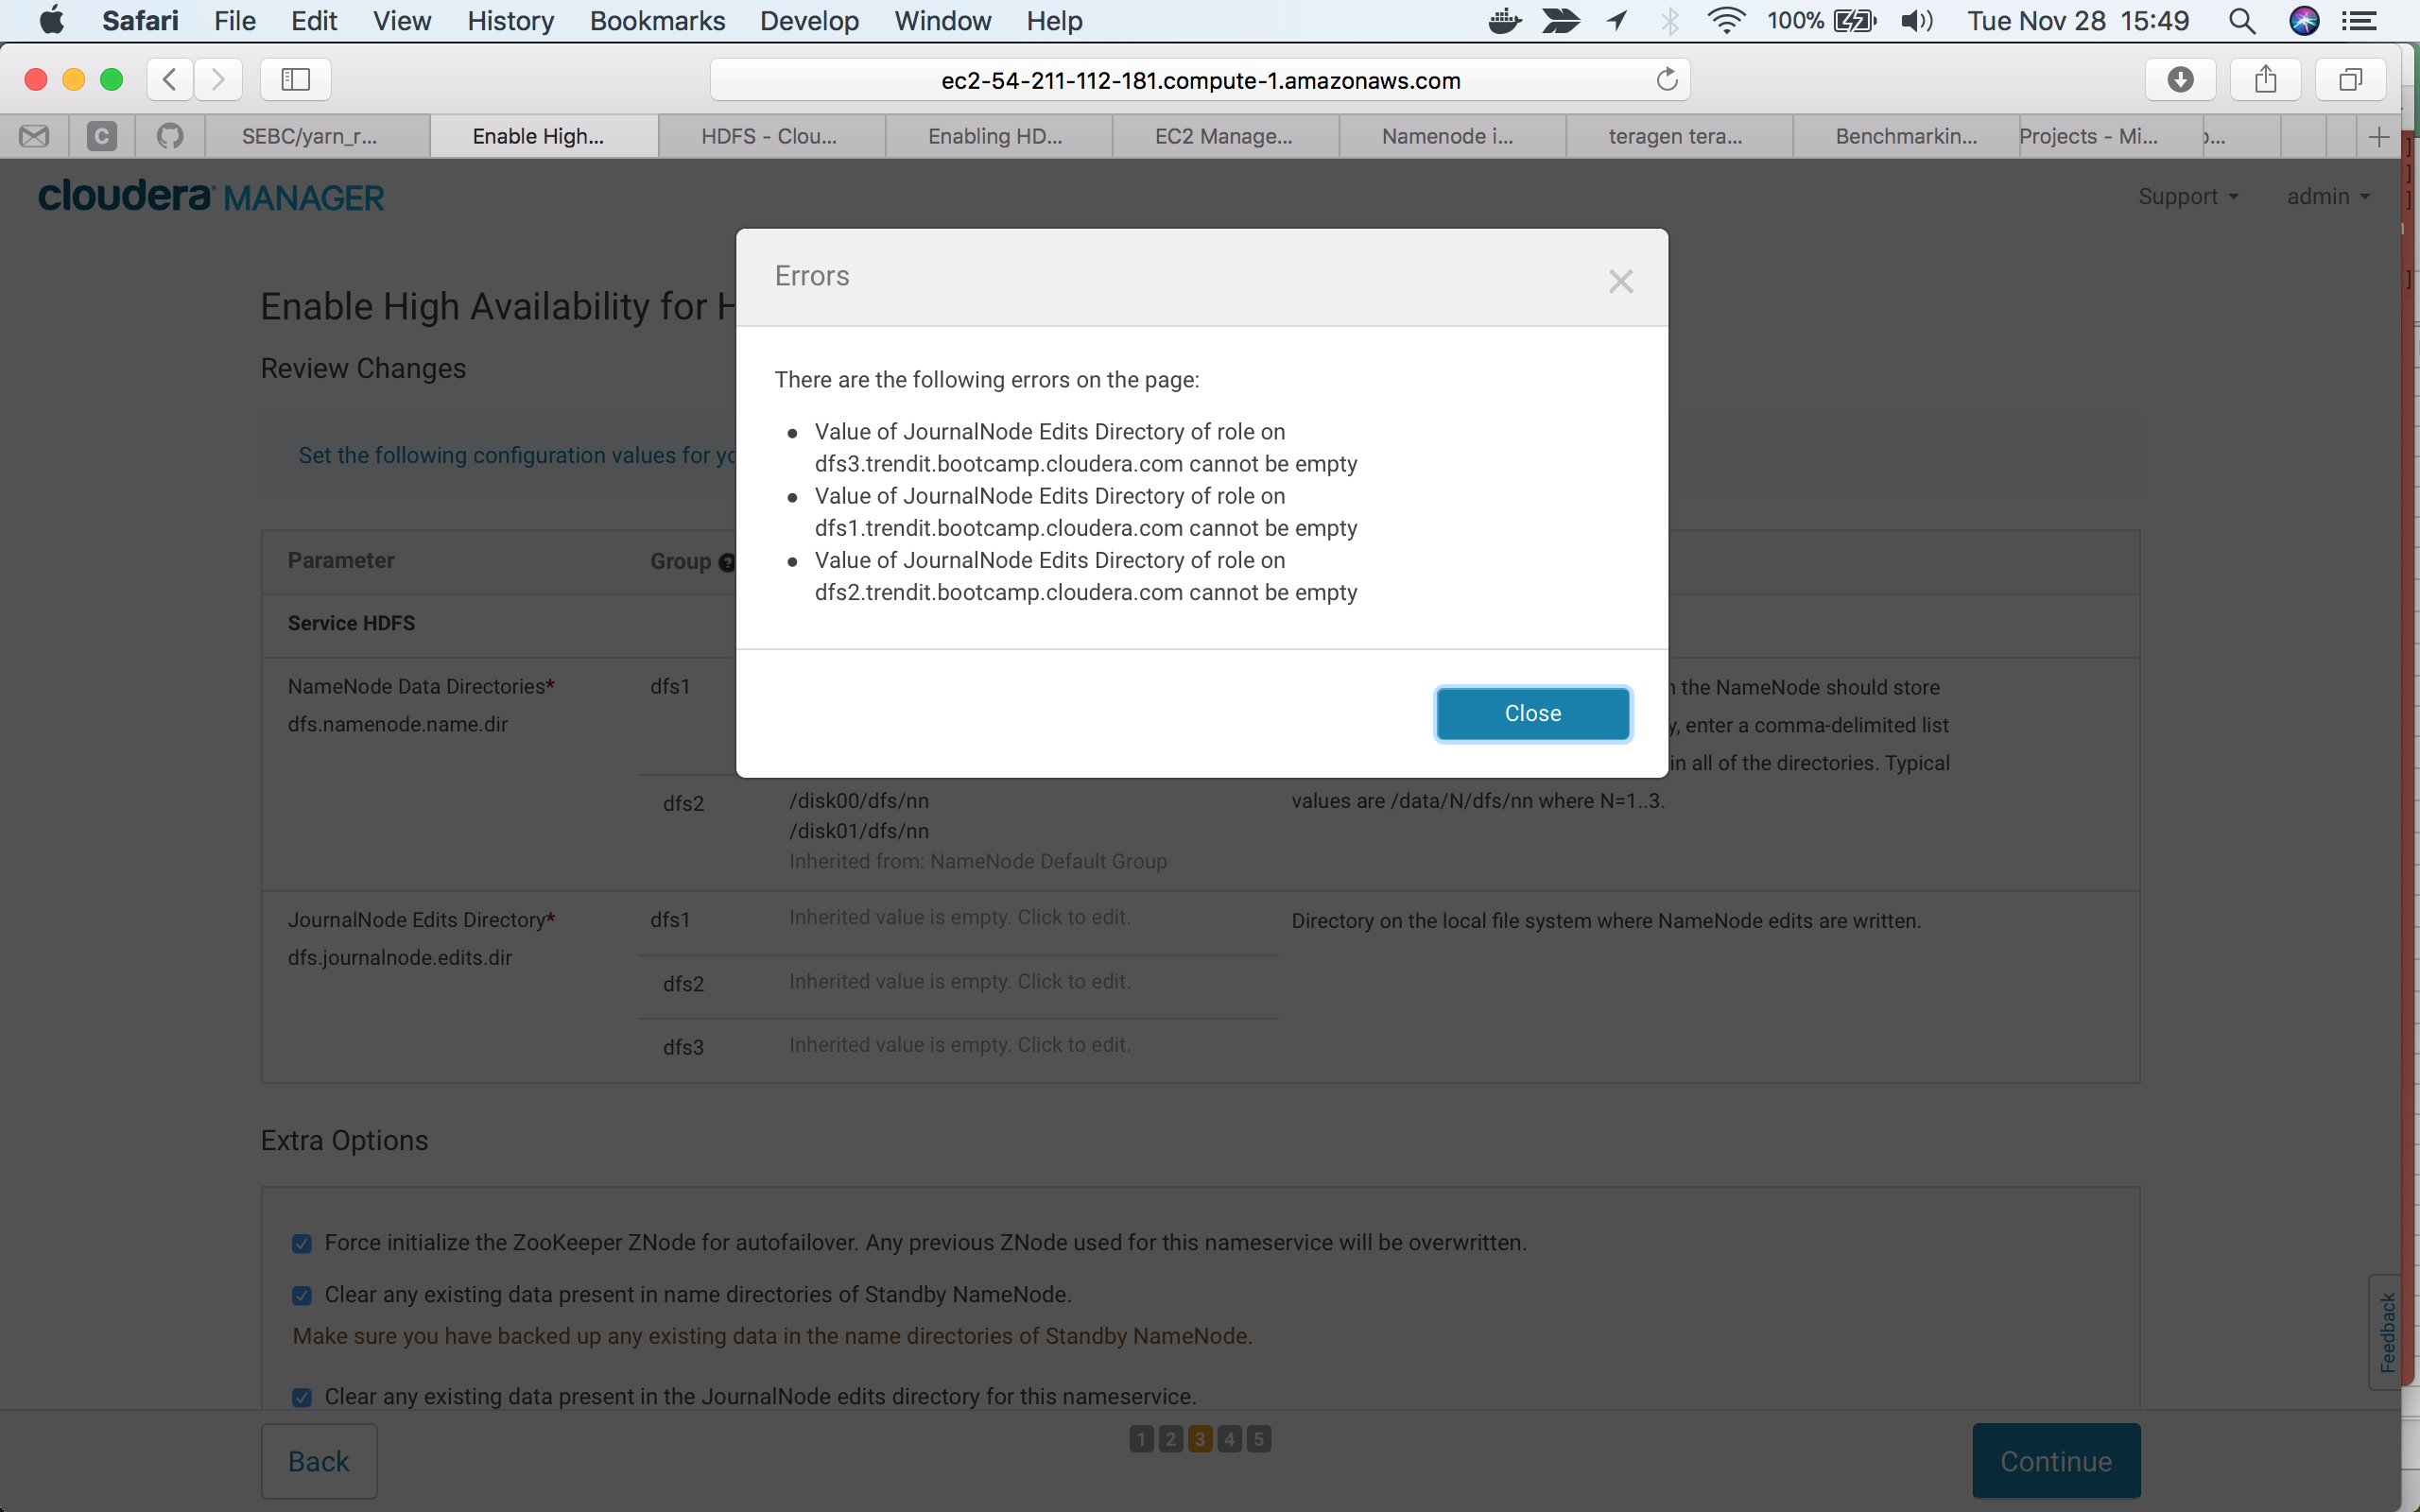 Safari File Edit View History Bookmarks Develop Window Help 100% Tue Nov 28 15:49
ec2-54-211-112-181.compute-1.amazonaws.com
C SEBC/yarn_r... Enable High... HDFS - Clou... Enabling HD... EC2 Manage... Namenode i... teragen tera... Benchmarkin... Projects - Mi...
cloudera MANAGER Support admin
Errors
Enable High Availability for
Review Changes
There are the following errors on the page:
Value of JournalNode Edits Directory of role on
dfs3.trendit.bootcamp.cloudera.com cannot be empty
Value of JournalNode Edits Directory of role on
dfs1.trendit.bootcamp.cloudera.com cannot be empty
Value of JournalNode Edits Directory of role on
dfs2.trendit.bootcamp.cloudera.com cannot be empty
Close
Set the following configuration values for
Parameter Group ?
Service HDFS
NameNode Data Directories* dfs1 the NameNode should store
dfs.namenode.name.dir , enter a comma-delimited list
in all of the directories. Typical
dfs2 /disk00/dfs/nn values are /data/N/dfs/nn where N=1..3.
/disk01/dfs/nn
Inherited from: NameNode Default Group
JournalNode Edits Directory* dfs1 Inherited value is empty. Click to edit. Directory on the local file system where NameNode edits are written.
dfs.journalnode.edits.dir
dfs2 Inherited value is empty. Click to edit.
dfs3 Inherited value is empty. Click to edit.
Extra Options
Force initialize the ZooKeeper ZNode for autofailover. Any previous ZNode used for this nameservice will be overwritten.
Clear any existing data present in name directories of Standby NameNode.
Make sure you have backed up any existing data in the name directories of Standby NameNode.
Clear any existing data present in the JournalNode edits directory for this nameservice.
Feedback
Back 1 2 3 4 5 Continue